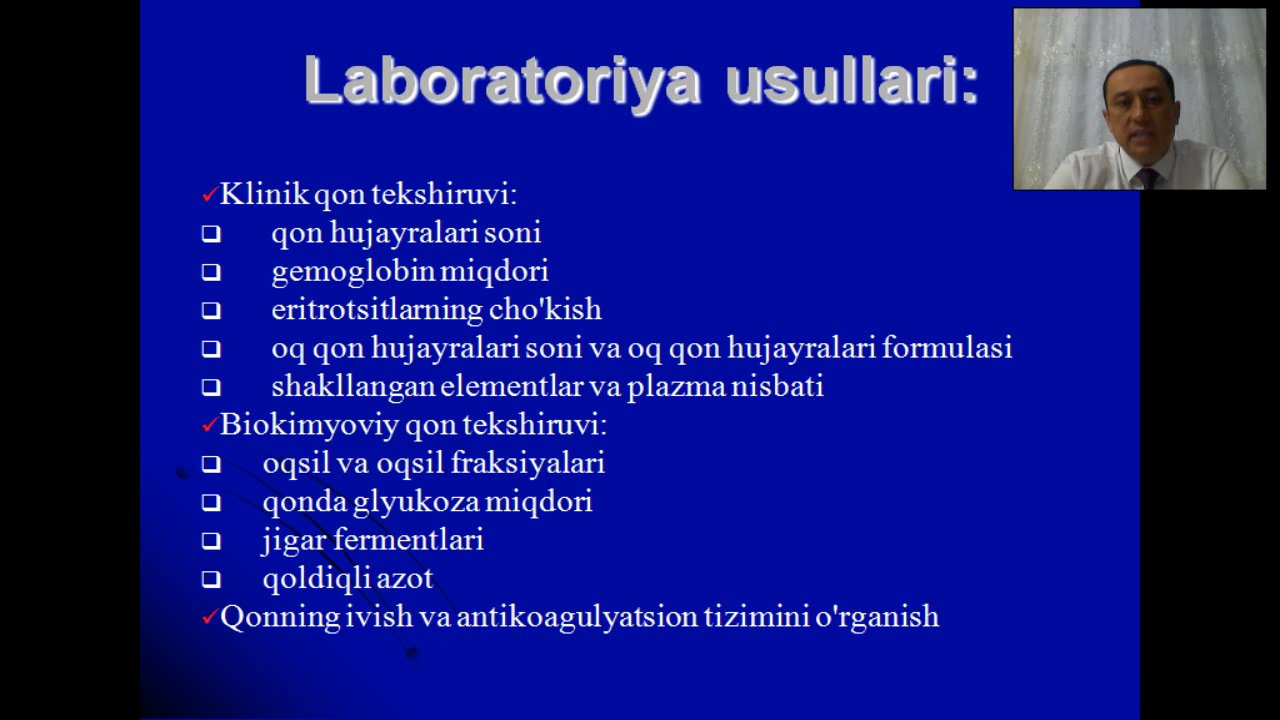 Laboratoriya usullari:
Klinik qon tekshiruvi:
qon hujayralari soni
gemoglobin miqdori
eritrotsitlarning cho'kish
oq qon hujayralari soni va oq qon hujayralari formulasi
shakllangan elementlar va plazma nisbati
Biokimyoviy qon tekshiruvi:
oqsil va oqsil fraksiyalari
qonda glyukoza miqdori
jigar fermentlari
qoldiqli azot
Qonning ivish va antikoagulyatsion tizimini o'rganish